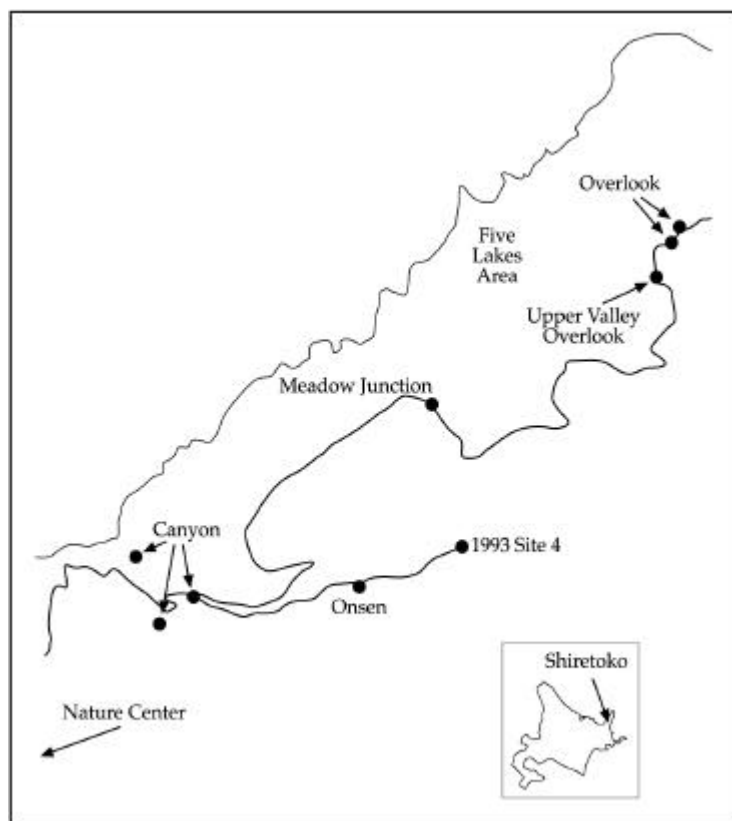 Overlook
Five
Lakes
Area
Upper Valley
Overlook
Meadow Junction
Canyon
1993 Site 4
Onsen
Shiretoko
Nature Center